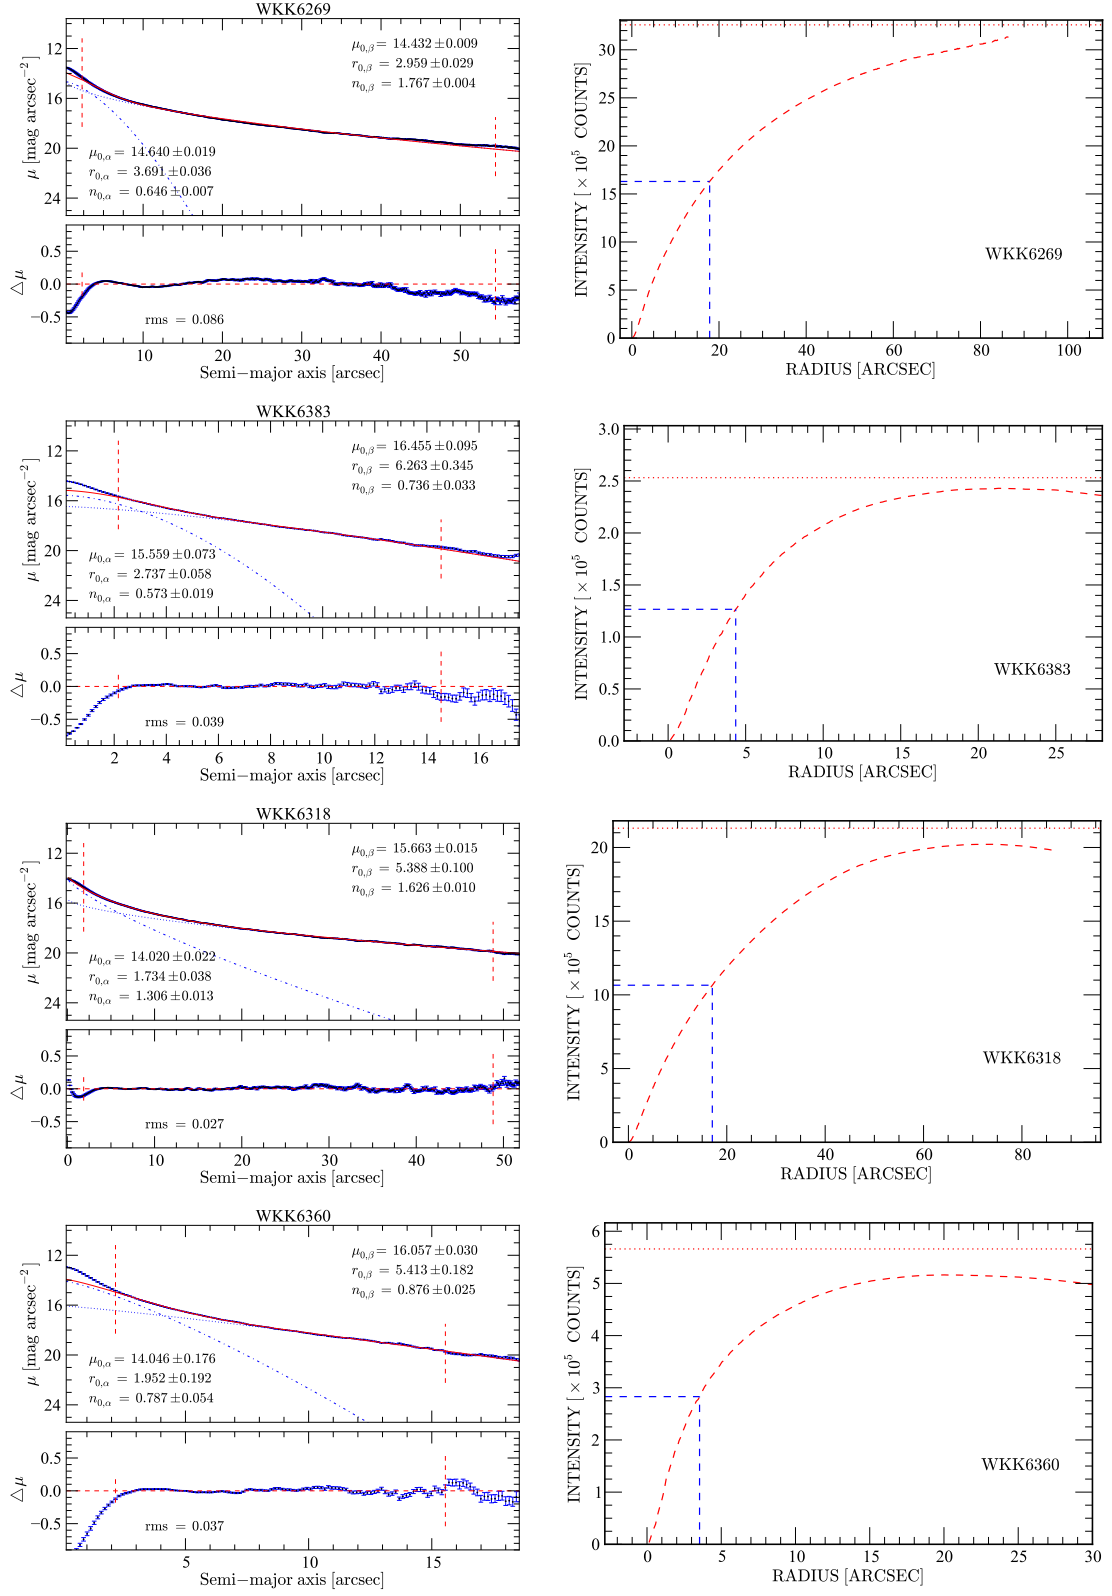 WKK6269
μ₀,β = 14.432 ± 0.009
r₀,β = 2.959 ± 0.029
n₀,β = 1.767 ± 0.004
μ₀,α = 14.640 ± 0.019
r₀,α = 3.691 ± 0.036
n₀,α = 0.646 ± 0.007
μ [mag arcsec⁻²]
12
16
20
24
△μ
0.5
0.0
−0.5
rms = 0.086
10 20 30 40 50
Semi−major axis [arcsec]
INTENSITY [×10⁵ COUNTS]
30
25
20
15
10
5
0
WKK6269
0 20 40 60 80 100
RADIUS [ARCSEC]
WKK6383
μ₀,β = 16.455 ± 0.095
r₀,β = 6.263 ± 0.345
n₀,β = 0.736 ± 0.033
μ₀,α = 15.559 ± 0.073
r₀,α = 2.737 ± 0.058
n₀,α = 0.573 ± 0.019
μ [mag arcsec⁻²]
12
16
20
24
△μ
0.5
0.0
−0.5
rms = 0.039
2 4 6 8 10 12 14 16
Semi−major axis [arcsec]
INTENSITY [×10⁵ COUNTS]
3.0
2.5
2.0
1.5
1.0
0.5
0.0
WKK6383
0 5 10 15 20 25
RADIUS [ARCSEC]
WKK6318
μ₀,β = 15.663 ± 0.015
r₀,β = 5.388 ± 0.100
n₀,β = 1.626 ± 0.010
μ₀,α = 14.020 ± 0.022
r₀,α = 1.734 ± 0.038
n₀,α = 1.306 ± 0.013
μ [mag arcsec⁻²]
12
16
20
24
△μ
0.5
0.0
−0.5
rms = 0.027
0 10 20 30 40 50
Semi−major axis [arcsec]
INTENSITY [×10⁵ COUNTS]
20
15
10
5
0
WKK6318
0 20 40 60 80
RADIUS [ARCSEC]
WKK6360
μ₀,β = 16.057 ± 0.030
r₀,β = 5.413 ± 0.182
n₀,β = 0.876 ± 0.025
μ₀,α = 14.046 ± 0.176
r₀,α = 1.952 ± 0.192
n₀,α = 0.787 ± 0.054
μ [mag arcsec⁻²]
12
16
20
24
△μ
0.5
0.0
−0.5
rms = 0.037
5 10 15
Semi−major axis [arcsec]
INTENSITY [×10⁵ COUNTS]
6
5
4
3
2
1
0
WKK6360
0 5 10 15 20 25 30
RADIUS [ARCSEC]